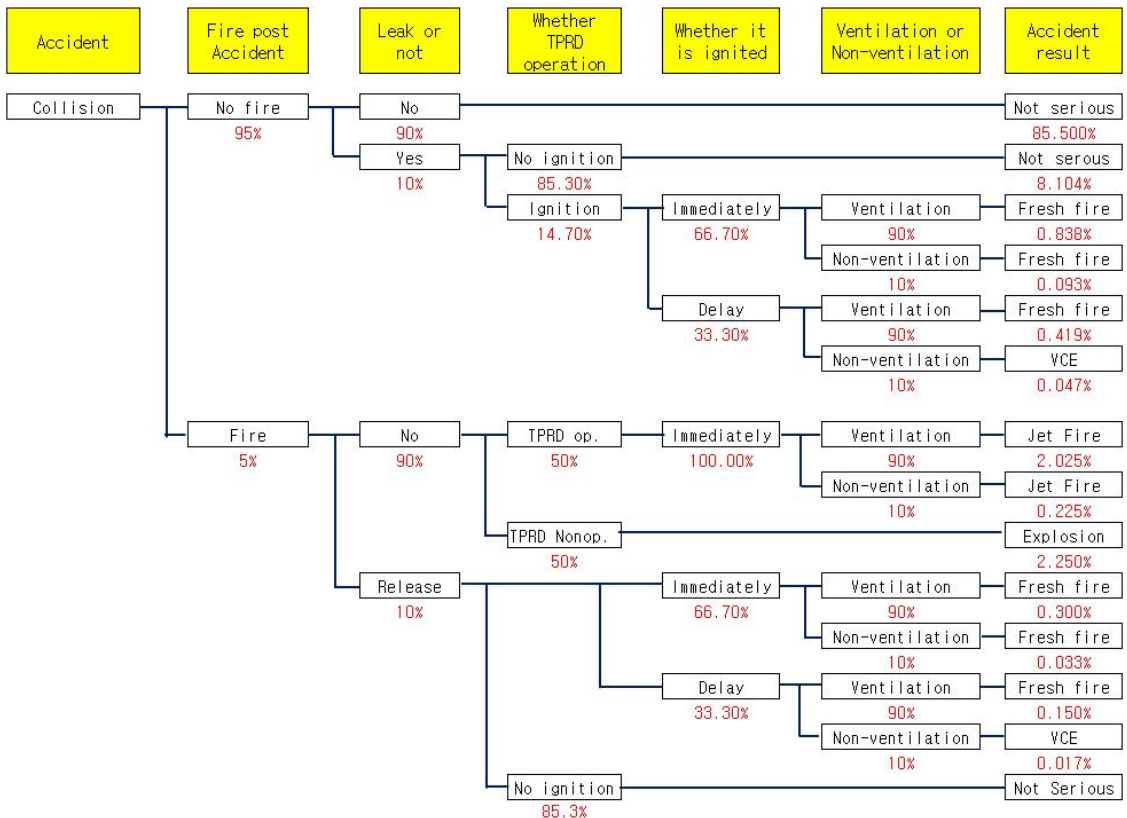 Accident
Fire post
Accident
Leak or
not
Whether
TPRD
operation
Whether it
is ignited
Ventilation or
Non-ventilation
Accident
result
Collision
No fire
No
Not serious
95%
90%
85.500%
Yes
No ignition
Not serous
10%
85.30%
8.104%
Ignition
Immediately
Ventilation
Fresh fire
14.70%
66.70%
90%
0.838%
Non-ventilation
Fresh fire
10%
0.093%
Delay
Ventilation
Fresh fire
33.30%
90%
0.419%
Non-ventilation
VCE
10%
0.047%
Fire
No
TPRD op.
Immediately
Ventilation
Jet Fire
5%
90%
50%
100.00%
90%
2.025%
Non-ventilation
Jet Fire
10%
0.225%
TPRD Nonop.
Explosion
50%
2.250%
Release
Immediately
Ventilation
Fresh fire
10%
66.70%
90%
0.300%
Non-ventilation
Fresh fire
10%
0.033%
Delay
Ventilation
Fresh fire
33.30%
90%
0.150%
Non-ventilation
VCE
10%
0.017%
No ignition
Not Serious
85.3%